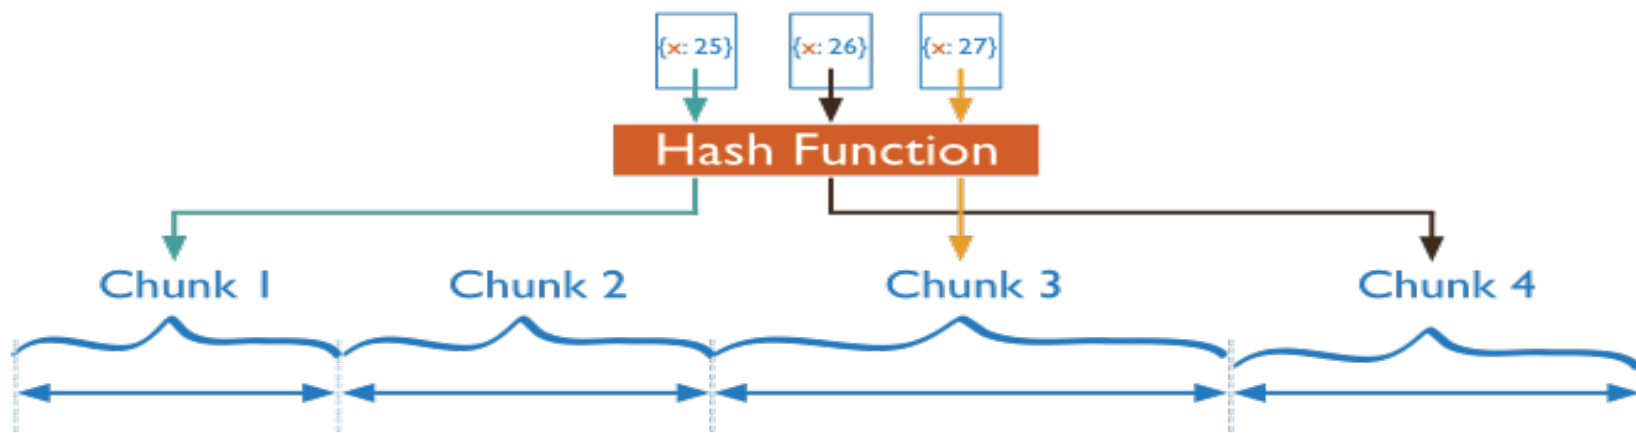 {x: 25} {x: 26} {x: 27}
Hash Function
Chunk 1 Chunk 2 Chunk 3 Chunk 4